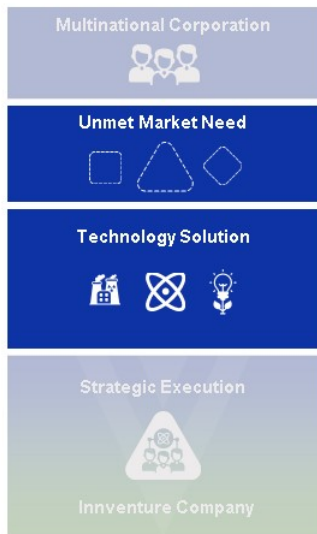 Multinational Corporation
Unmet Market Need
Technology Solution
Strategic Execution
Innventure Company